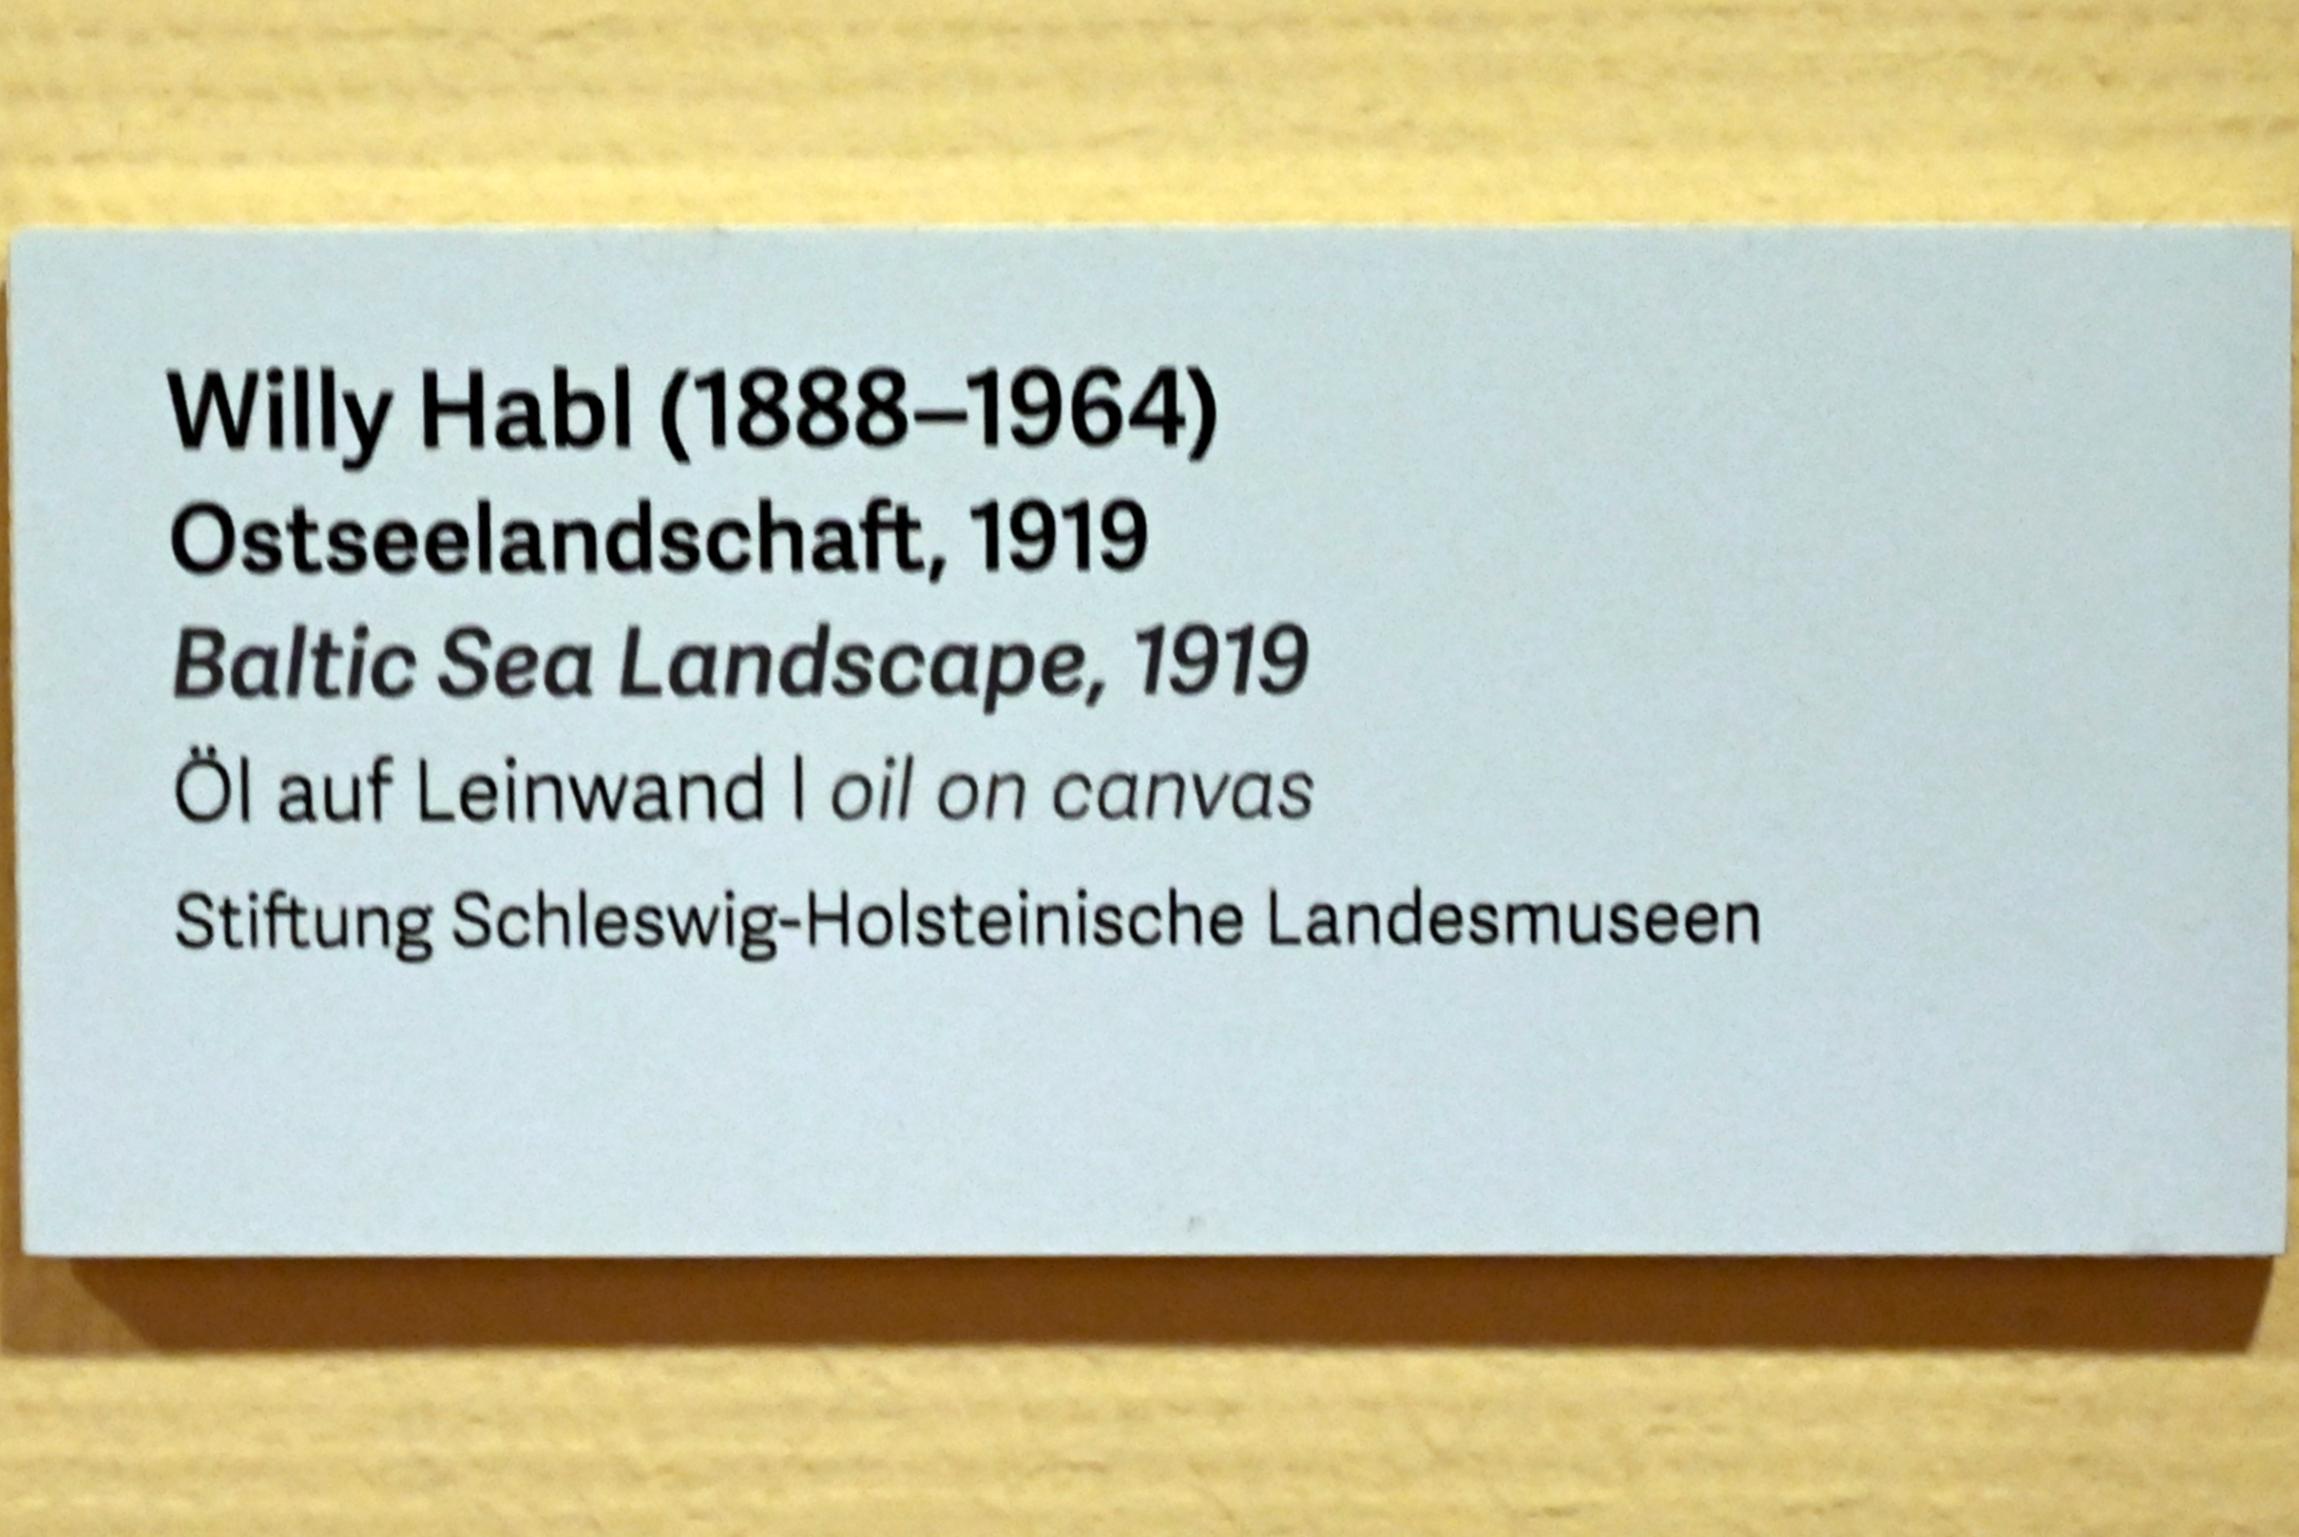 Willy Habl (1888–1964)
Ostseelandschaft, 1919
Baltic Sea Landscape, 1919
Öl auf Leinwand | oil on canvas
Stiftung Schleswig-Holsteinische Landesmuseen